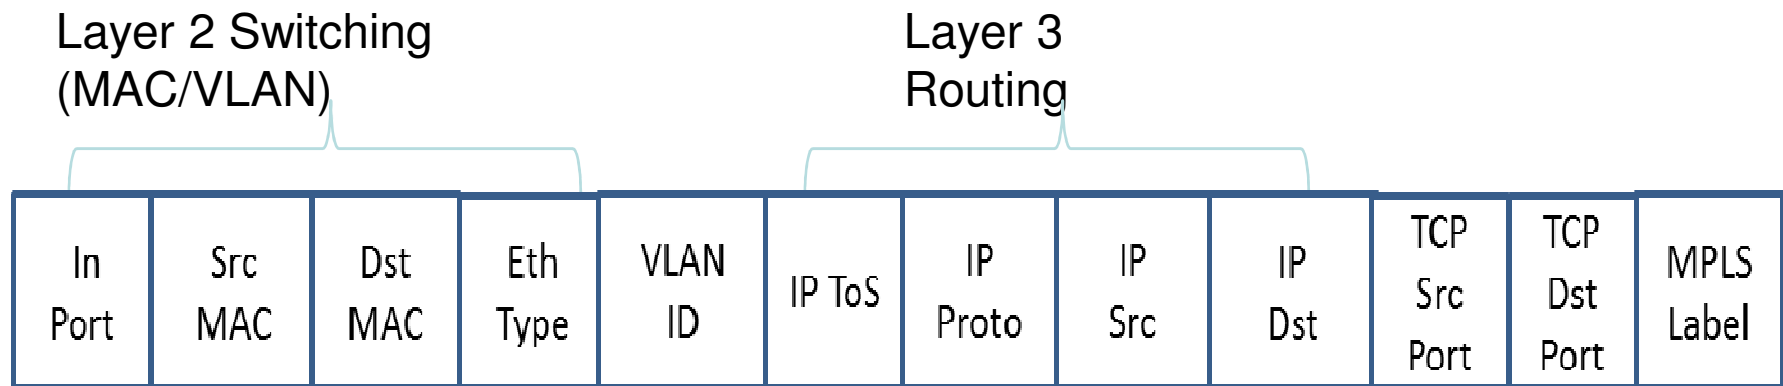 Layer 2 Switching
(MAC/VLAN)
Layer 3
Routing
In
Port
Src
MAC
Dst
MAC
Eth
Type
VLAN
ID
IP ToS
IP
Proto
IP
Src
IP
Dst
TCP
Src
Port
TCP
Dst
Port
MPLS
Label